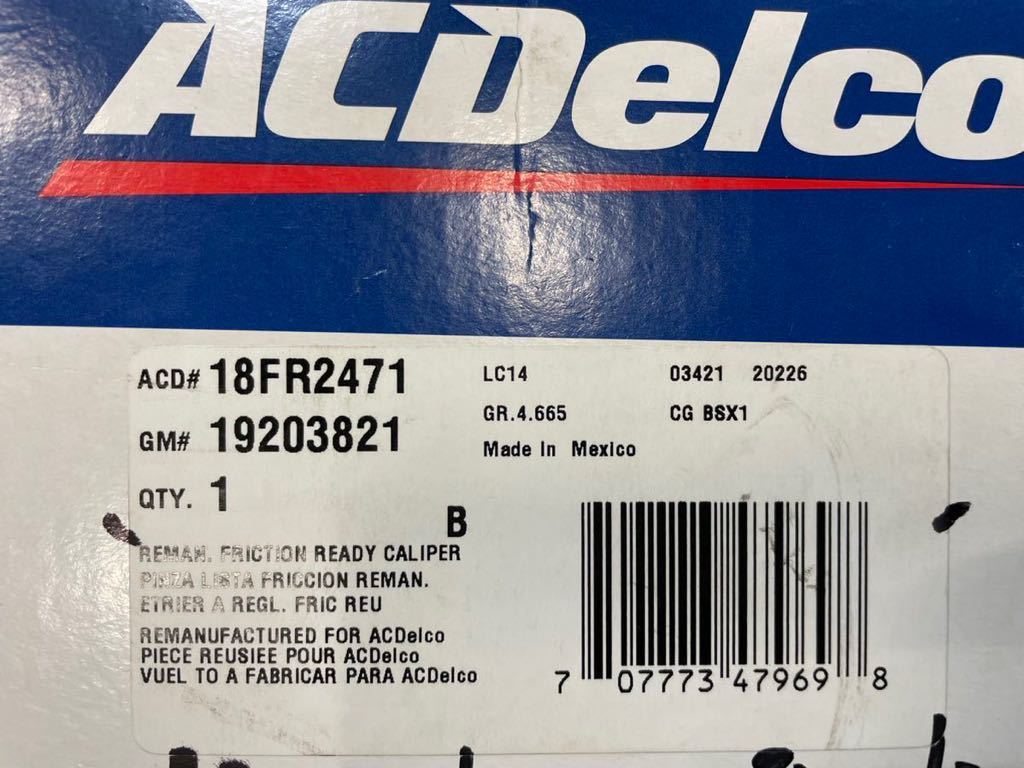 ACDelco
ACD# 18FR2471
GM# 19203821
QTY. 1
LC14 03421 20226
GR.4.665 CG BSX1
Made In Mexico
B
REMAN. FRICTION READY CALIPER
PINZA LISTA FRICCION REMAN.
ETRIER A REGL. FRIC REU
REMANUFACTURED FOR ACDelco
PIECE REUSIEE POUR ACDelco
VUEL TO A FABRICAR PARA ACDelco
7 07773 47969 8